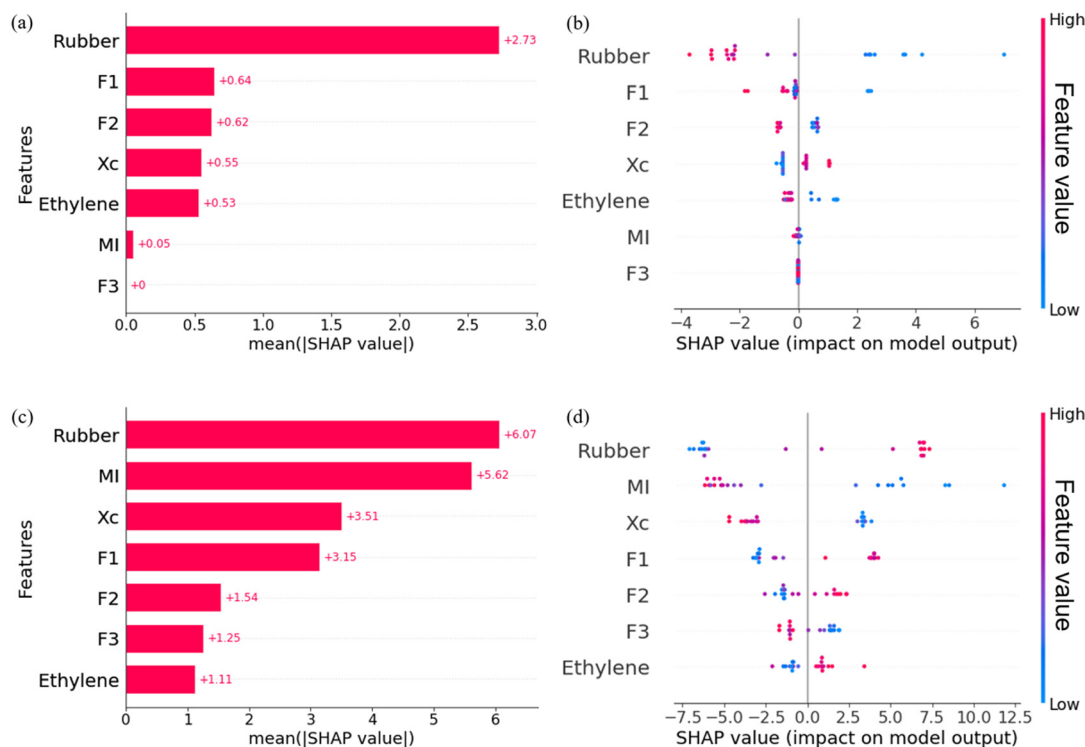 (a)
Rubber
F1
F2
Xc
Ethylene
MI
F3
Features
+2.73
+0.64
+0.62
+0.55
+0.53
+0.05
+0
0.0 0.5 1.0 1.5 2.0 2.5 3.0
mean(|SHAP value|)
(b)
Rubber
F1
F2
Xc
Ethylene
MI
F3
−4 −2 0 2 4 6
SHAP value (impact on model output)
High
Feature value
Low
(c)
Rubber
MI
Xc
F1
F2
F3
Ethylene
Features
+6.07
+5.62
+3.51
+3.15
+1.54
+1.25
+1.11
0 1 2 3 4 5 6
mean(|SHAP value|)
(d)
Rubber
MI
Xc
F1
F2
F3
Ethylene
−7.5 −5.0 −2.5 0.0 2.5 5.0 7.5 10.0 12.5
SHAP value (impact on model output)
High
Feature value
Low